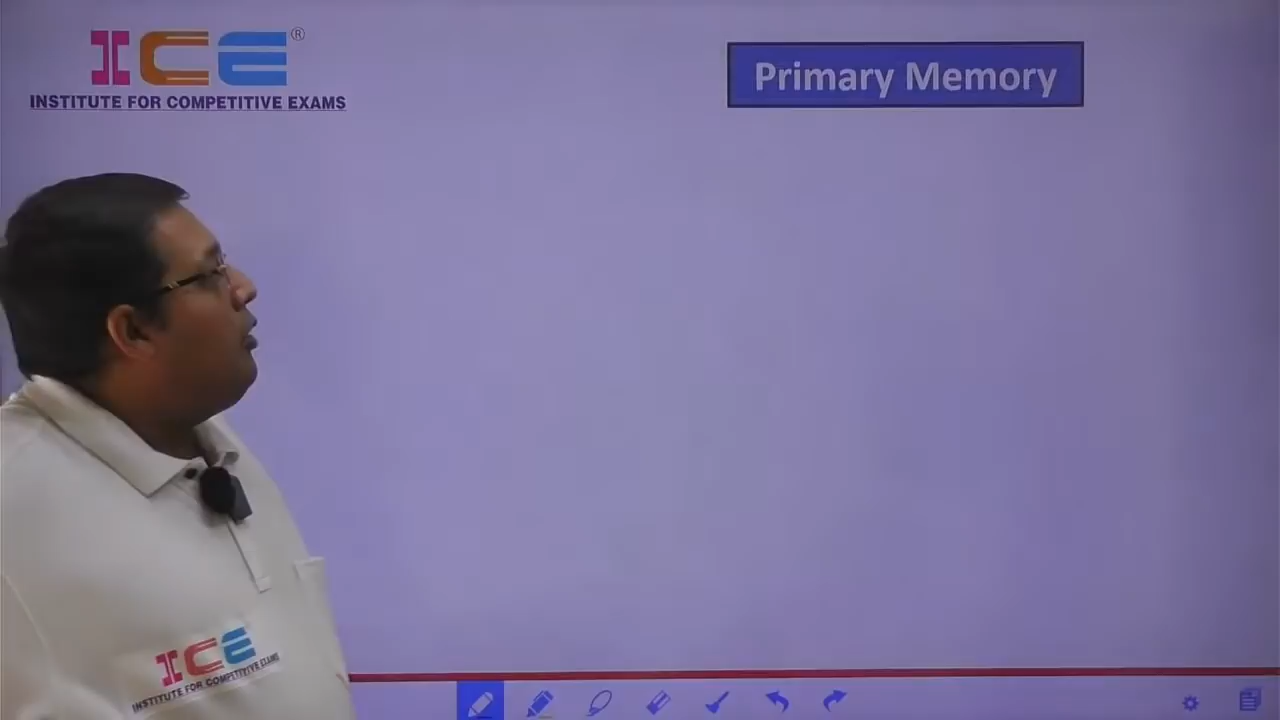 ICE®
INSTITUTE FOR COMPETITIVE EXAMS
Primary Memory
ICE
INSTITUTE FOR COMPETITIVE EXAMS